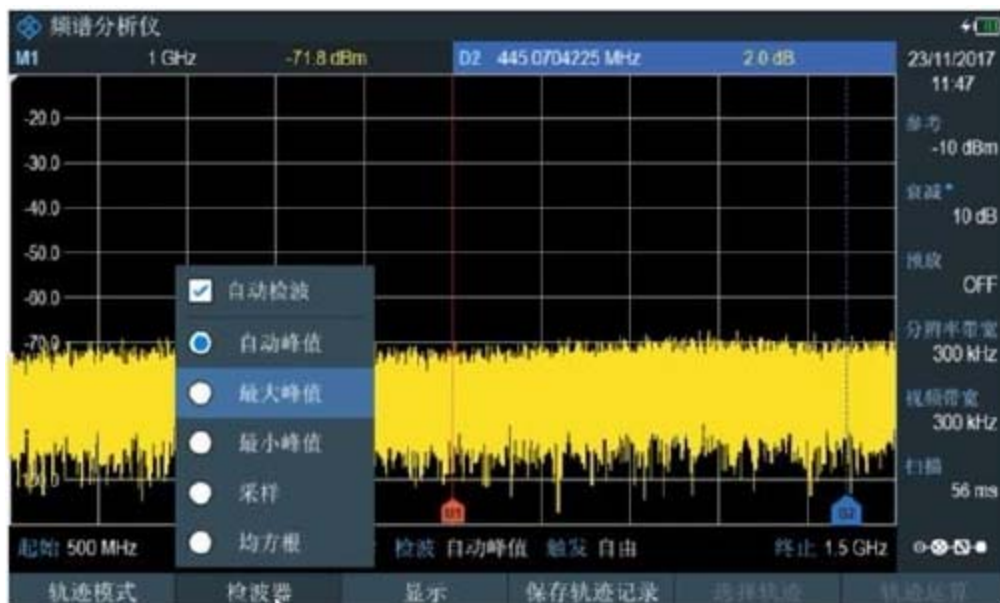 频谱分析仪
M1 1 GHz -71.8 dBm D2 445.0704225 MHz 2.0 dB
23/11/2017
11:47
参考
-10 dBm
衰减
10 dB
预放
OFF
分辨率带宽
300 kHz
视频带宽
300 kHz
扫描
56 ms
-20.0
-30.0
-40.0
-50.0
-60.0
-70.0
自动检波
自动峰值
最大峰值
最小峰值
采样
均方根
M1
D2
起始 500 MHz 检波 自动峰值 触发 自由 终止 1.5 GHz
轨迹模式 检波器 显示 保存轨迹记录 选择轨迹 轨迹运算